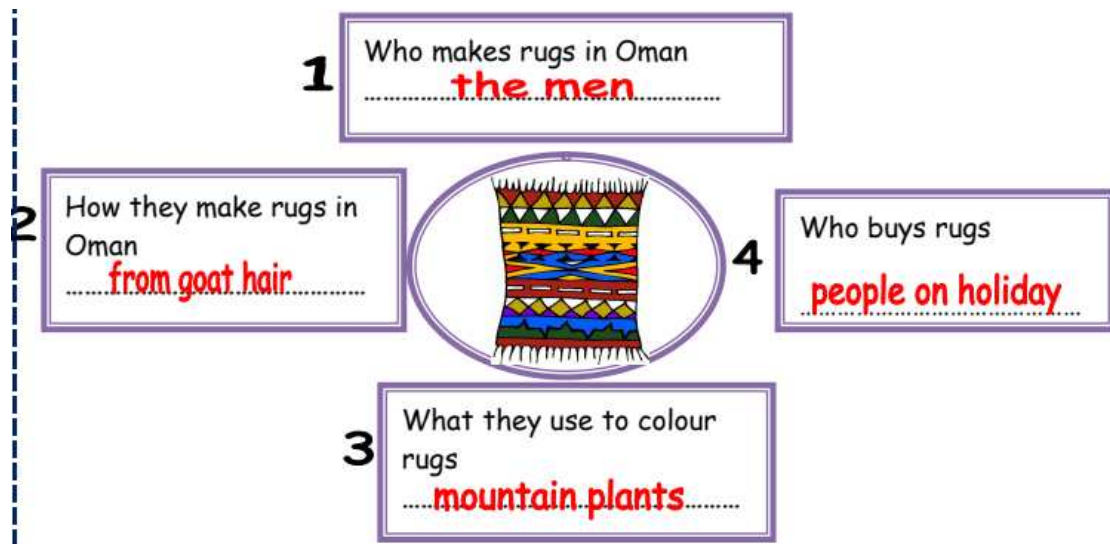 1
Who makes rugs in Oman
the men
2
How they make rugs in
Oman
from goat hair
3
What they use to colour
rugs
mountain plants
4
Who buys rugs
people on holiday